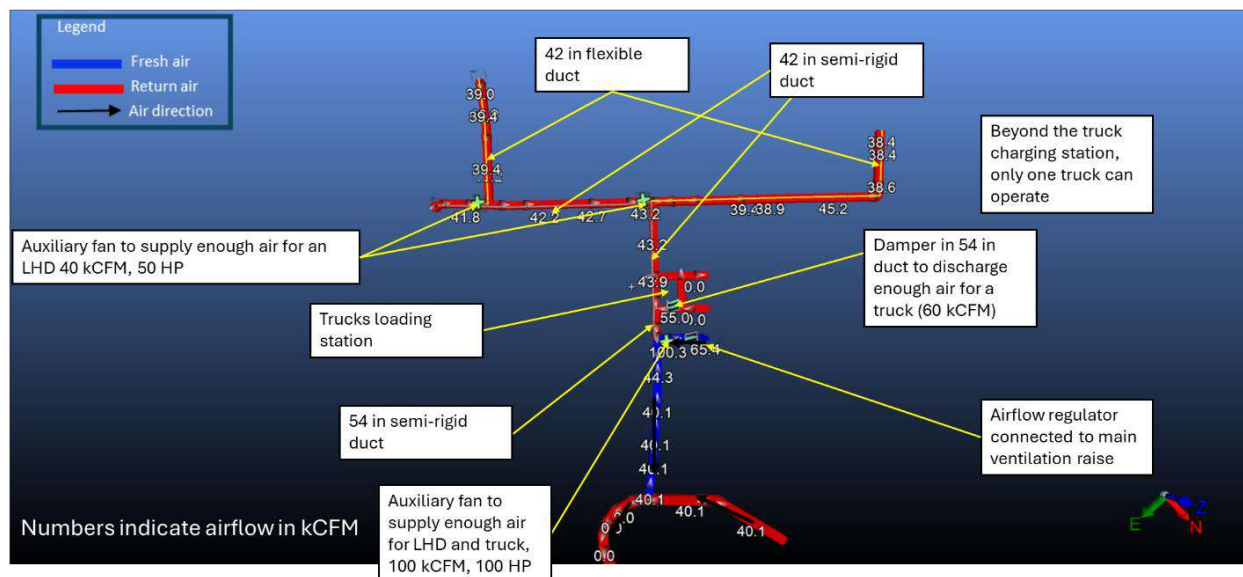 Legend
Fresh air
Return air
Air direction
42 in flexible
duct
42 in semi-rigid
duct
Beyond the truck
charging station,
only one truck can
operate
39.0
39.4
39.4
38.4
38.4
38.6
41.8
42.2
42.7
43.2
39.4
38.9
45.2
Auxiliary fan to supply enough air for an
LHD 40 kCFM, 50 HP
43.2
Damper in 54 in
duct to discharge
enough air for a
truck (60 kCFM)
43.9
0.0
Trucks loading
station
55.0
0.0
100.3
65.4
44.3
54 in semi-rigid
duct
40.1
40.1
40.1
Airflow regulator
connected to main
ventilation raise
Auxiliary fan to
supply enough air
for LHD and truck,
100 kCFM, 100 HP
40.1
40.1
40.1
0.0
Numbers indicate airflow in kCFM
E
N
Z